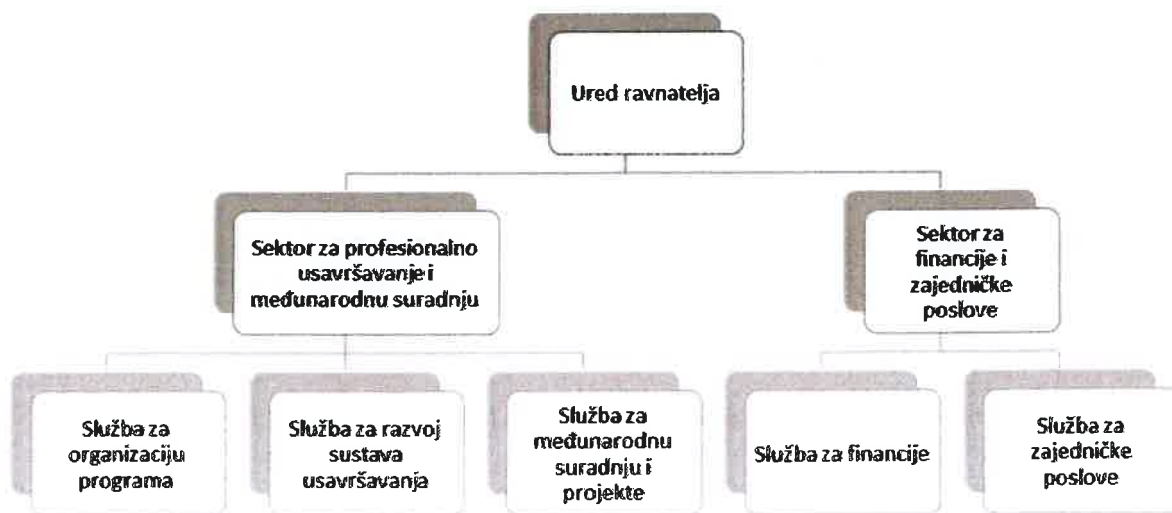 Ured ravnatelja
Sektor za profesionalno
usavršavanje i
međunarodnu suradnju
Sektor za
financije i
zajedničke
poslove
Služba za
organizaciju
programa
Služba za razvoj
sustava
usavršavanja
Služba za
međunarodnu
suradnju i
projekte
Služba za financije
Služba za
zajedničke
poslove